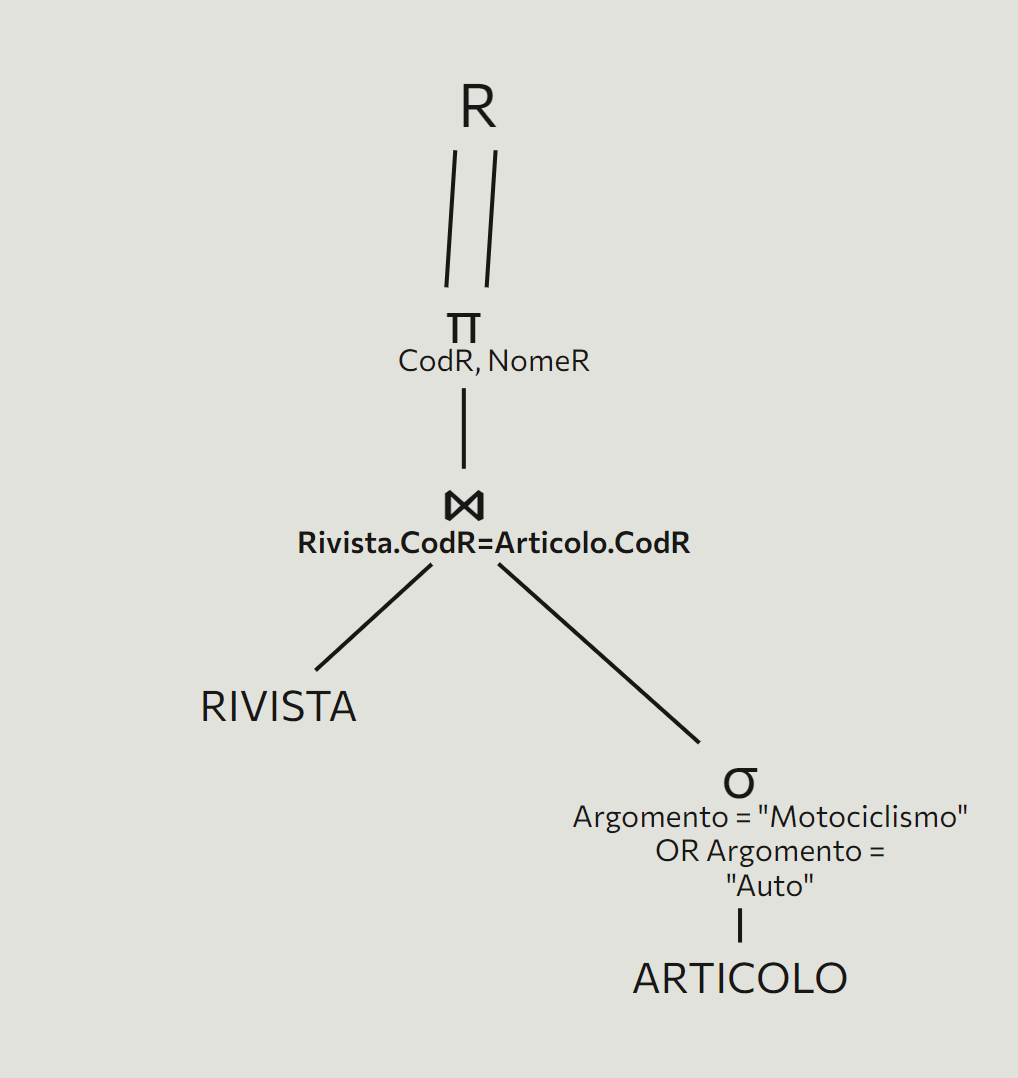 R
π
CodR, NomeR
⋈
Rivista.CodR=Articolo.CodR
RIVISTA
σ
Argomento = "Motociclismo"
OR Argomento =
"Auto"
ARTICOLO